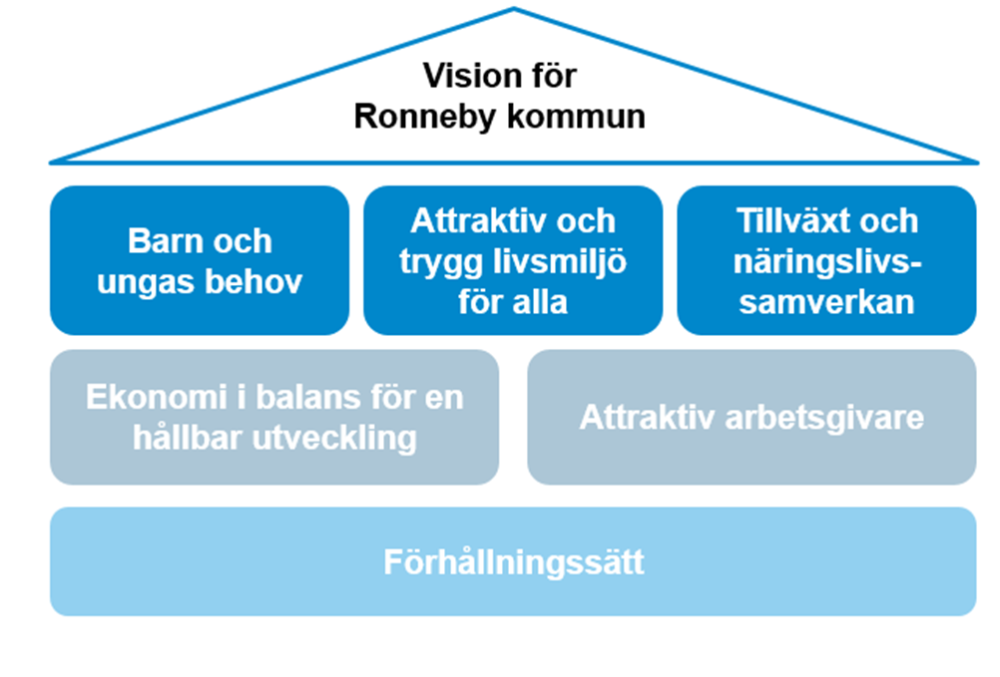 Vision för
Ronneby kommun
Barn och
ungas behov
Attraktiv och
trygg livsmiljö
för alla
Tillväxt och
näringslivs-
samverkan
Ekonomi i balans för en
hållbar utveckling
Attraktiv arbetsgivare
Förhållningssätt